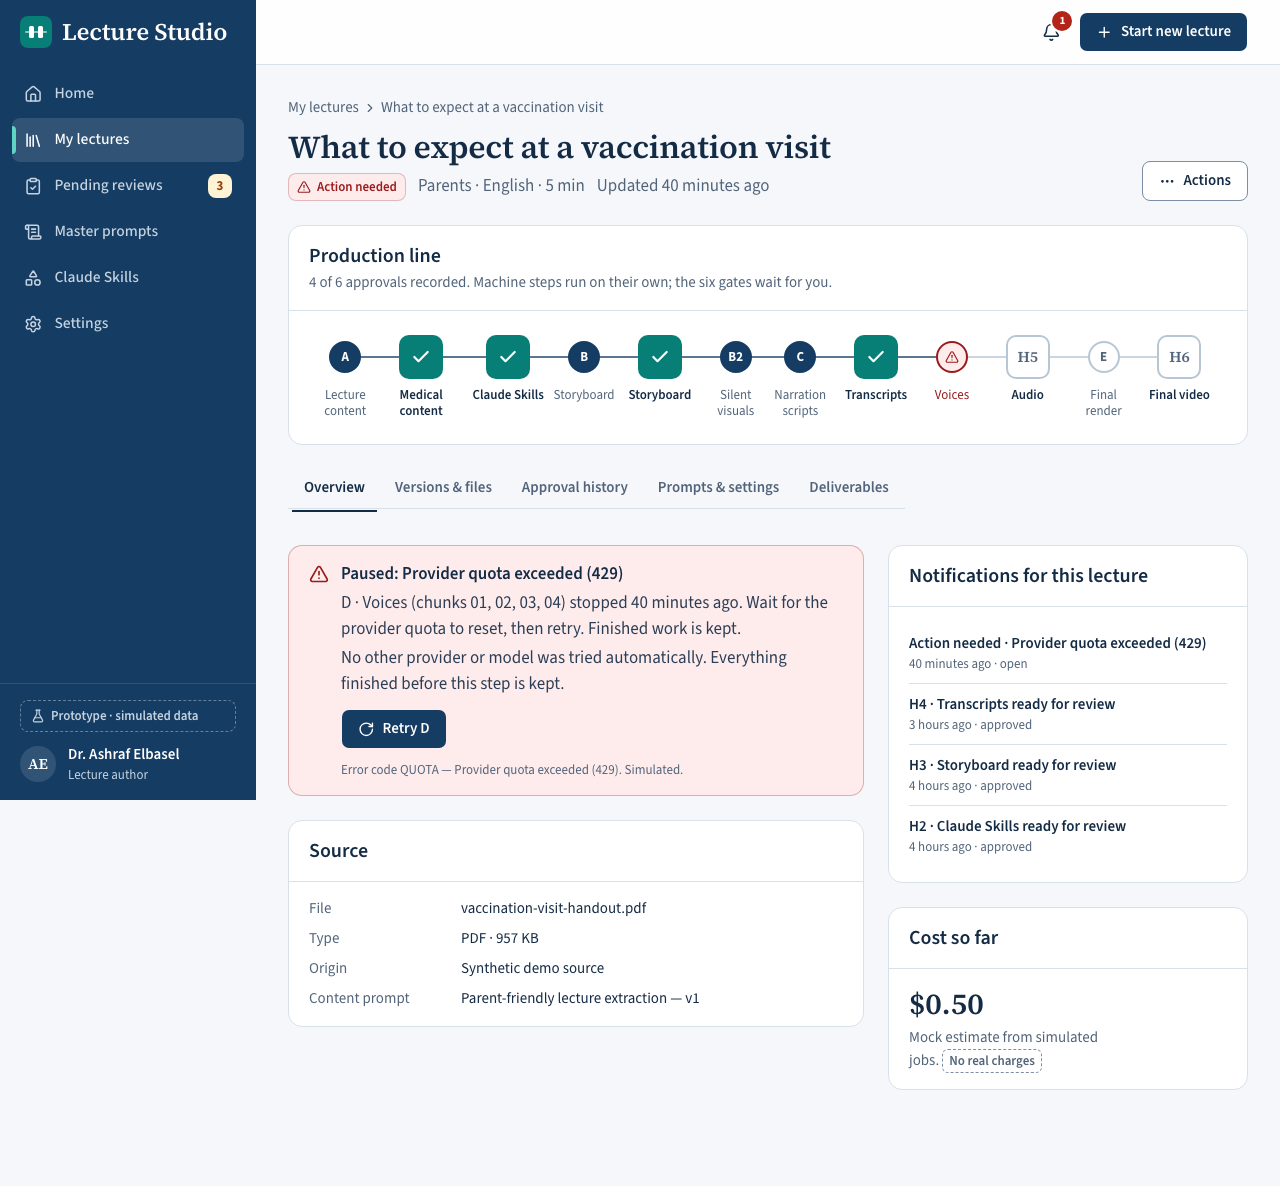 Lecture Studio
Home
My lectures
Pending reviews 3
Master prompts
Claude Skills
Settings
Prototype · simulated data
AE
Dr. Ashraf Elbasel
Lecture author
1
Start new lecture
My lectures > What to expect at a vaccination visit
What to expect at a vaccination visit
Action needed Parents · English · 5 min Updated 40 minutes ago
··· Actions
Production line
4 of 6 approvals recorded. Machine steps run on their own; the six gates wait for you.
A
Lecture
content
Medical
content
Claude Skills
B
Storyboard
Storyboard
B2
Silent
visuals
C
Narration
scripts
Transcripts
Voices
H5
Audio
E
Final
render
H6
Final video
Overview Versions & files Approval history Prompts & settings Deliverables
Paused: Provider quota exceeded (429)
D · Voices (chunks 01, 02, 03, 04) stopped 40 minutes ago. Wait for the
provider quota to reset, then retry. Finished work is kept.
No other provider or model was tried automatically. Everything
finished before this step is kept.
Retry D
Error code QUOTA — Provider quota exceeded (429). Simulated.
Source
File vaccination-visit-handout.pdf
Type PDF · 957 KB
Origin Synthetic demo source
Content prompt Parent-friendly lecture extraction — v1
Notifications for this lecture
Action needed · Provider quota exceeded (429)
40 minutes ago · open
H4 · Transcripts ready for review
3 hours ago · approved
H3 · Storyboard ready for review
4 hours ago · approved
H2 · Claude Skills ready for review
4 hours ago · approved
Cost so far
$0.50
Mock estimate from simulated
jobs. No real charges